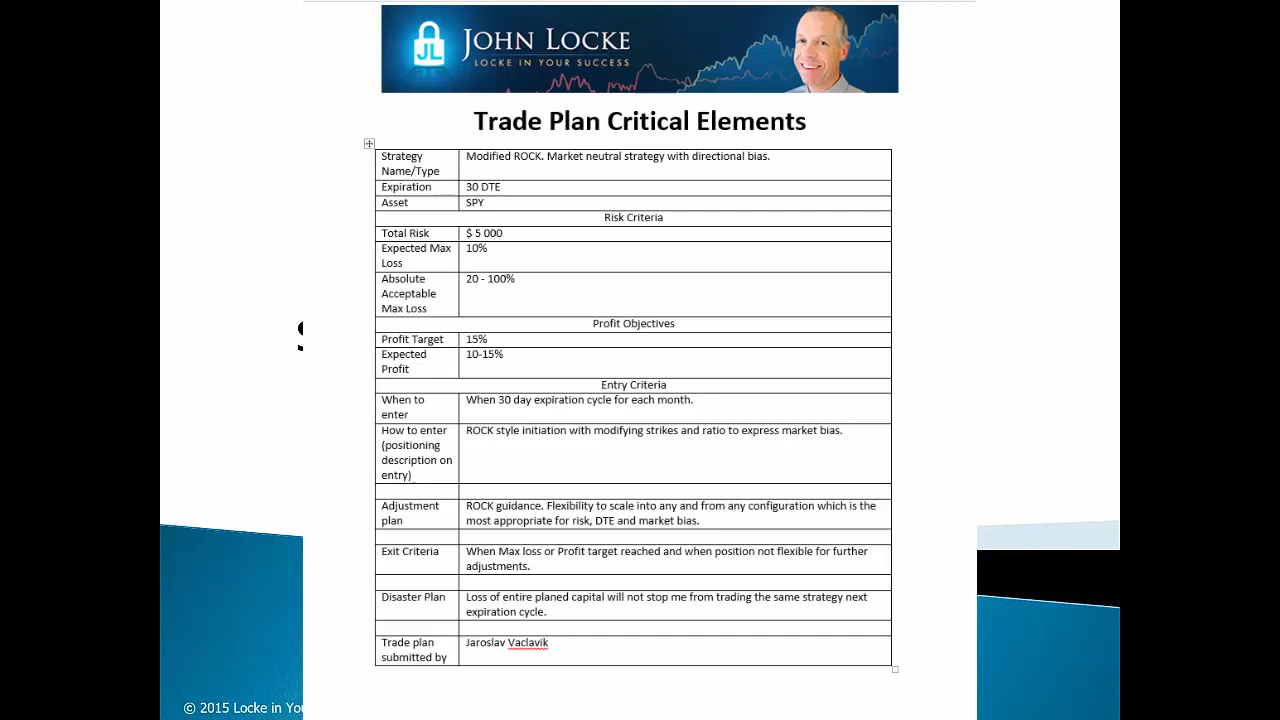 JL
JOHN LOCKE
LOCKE IN YOUR SUCCESS
Trade Plan Critical Elements
Strategy
Name/Type
Modified ROCK. Market neutral strategy with directional bias.
Expiration
30 DTE
Asset
SPY
Risk Criteria
Total Risk
$ 5 000
Expected Max
Loss
10%
Absolute
Acceptable
Max Loss
20 - 100%
Profit Objectives
Profit Target
15%
Expected
Profit
10-15%
Entry Criteria
When to
enter
When 30 day expiration cycle for each month.
How to enter
(positioning
description on
entry)
ROCK style initiation with modifying strikes and ratio to express market bias.
Adjustment
plan
ROCK guidance. Flexibility to scale into any and from any configuration which is the
most appropriate for risk, DTE and market bias.
Exit Criteria
When Max loss or Profit target reached and when position not flexible for further
adjustments.
Disaster Plan
Loss of entire planed capital will not stop me from trading the same strategy next
expiration cycle.
Trade plan
submitted by
Jaroslav Vaclavik
© 2015 Locke in